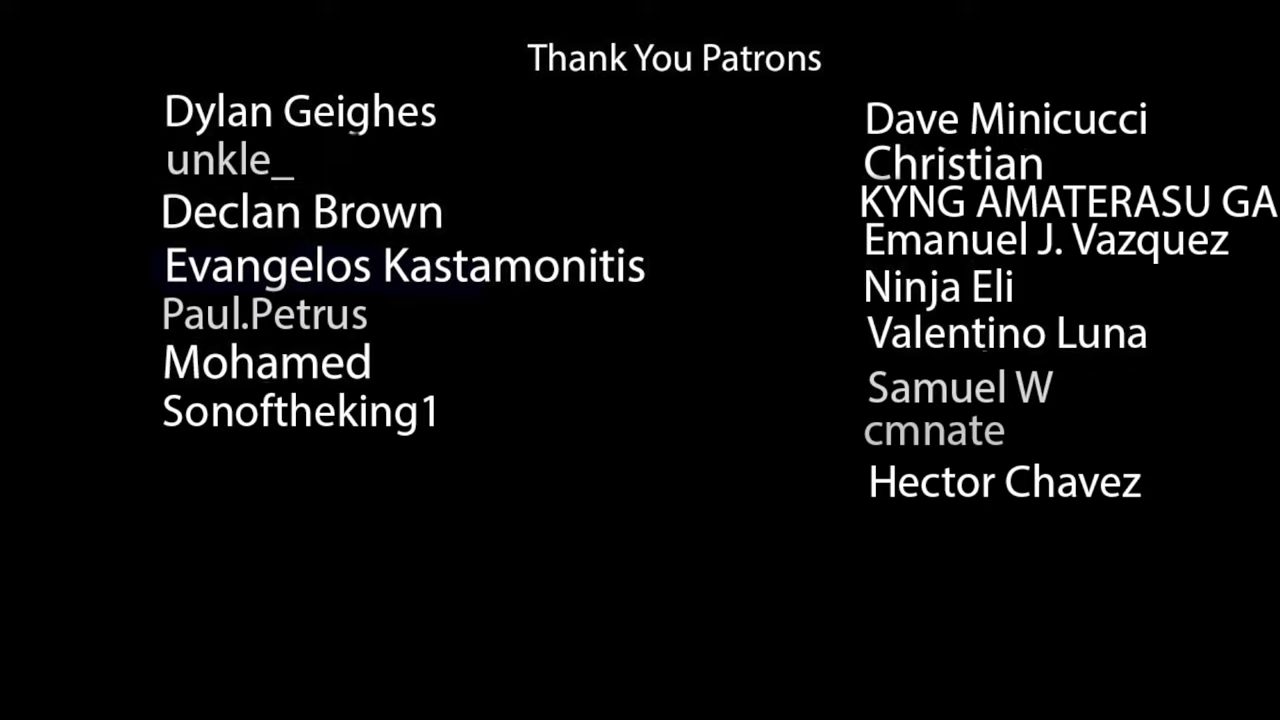 Thank You Patrons
Dylan Geighes
unkle_
Declan Brown
Evangelos Kastamonitis
Paul.Petrus
Mohamed
Sonoftheking1
Dave Minicucci
Christian
KYNG AMATERASU GA
Emanuel J. Vazquez
Ninja Eli
Valentino Luna
Samuel W
cmnate
Hector Chavez